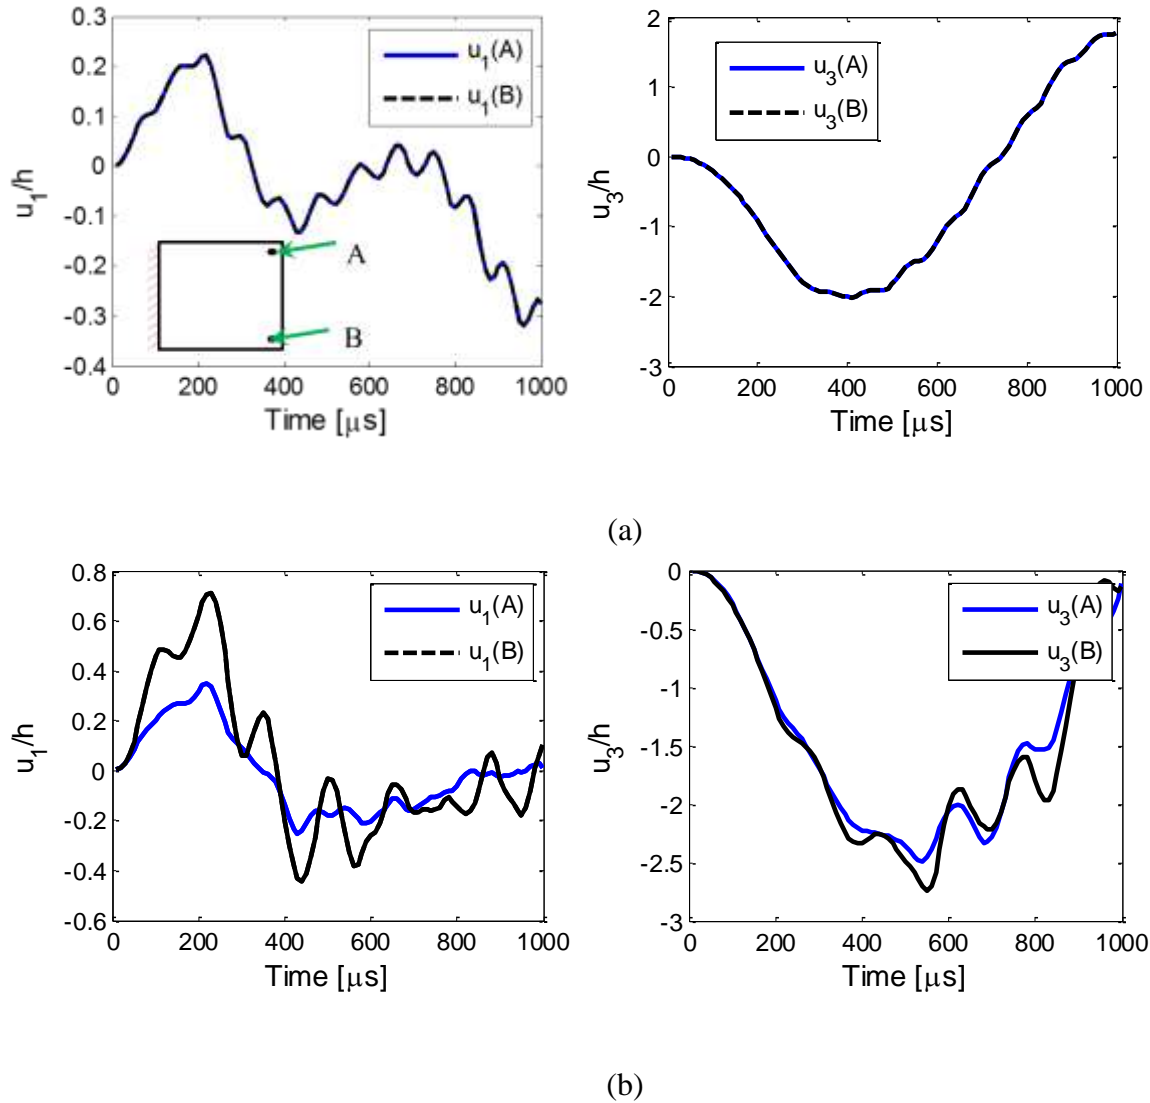 0.3
0.2
0.1
0
-0.1
-0.2
-0.3
-0.4
u1/h
u1(A)
u1(B)
A
B
0 200 400 600 800 1000
Time [μs]
2
1
0
-1
-2
-3
u3/h
u3(A)
u3(B)
0 200 400 600 800 1000
Time [μs]
(a)
0.8
0.6
0.4
0.2
0
-0.2
-0.4
-0.6
u1/h
u1(A)
u1(B)
0 200 400 600 800 1000
Time [μs]
0
-0.5
-1
-1.5
-2
-2.5
-3
u3/h
u3(A)
u3(B)
0 200 400 600 800 1000
Time [μs]
(b)